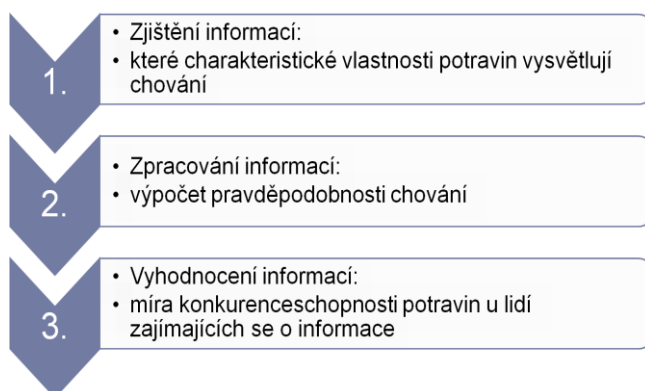 1.
• Zjištění informací:
• které charakteristické vlastnosti potravin vysvětlují
chování
2.
• Zpracování informací:
• výpočet pravděpodobnosti chování
3.
• Vyhodnocení informací:
• míra konkurenceschopnosti potravin u lidí
zajímajících se o informace